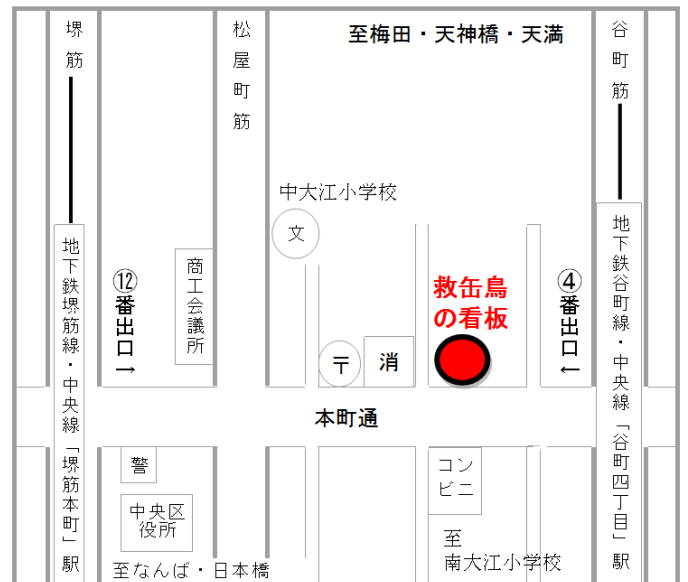 堺筋
松屋町筋
至梅田・天神橋・天満
谷町筋
中大江小学校
文
地下鉄堺筋線・中央線「堺筋本町」駅
⑫番出口→
商工会議所
救缶鳥
の看板
④番出口←
地下鉄谷町線・中央線「谷町四丁目」駅
〒
消
本町通
警
中央区
役所
コン
ビニ
至なんば・日本橋
至
南大江小学校